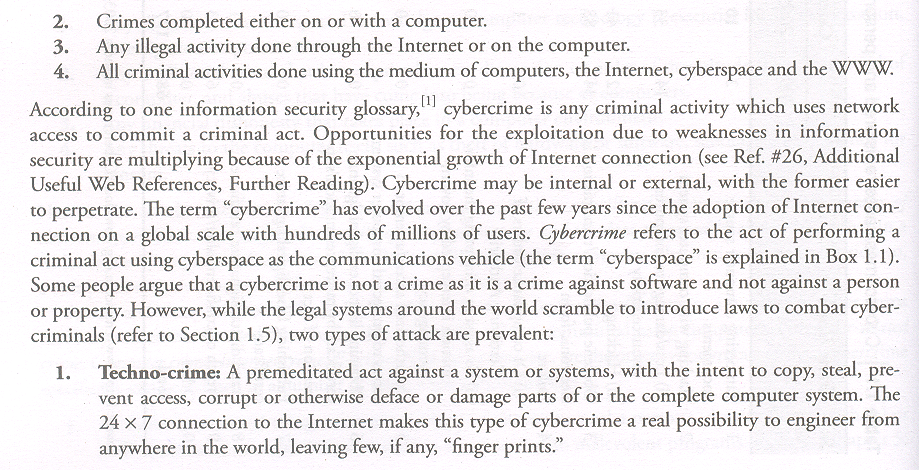 2. Crimes completed either on or with a computer.
3. Any illegal activity done through the Internet or on the computer.
4. All criminal activities done using the medium of computers, the Internet, cyberspace and the WWW.
According to one information security glossary,[1] cybercrime is any criminal activity which uses network
access to commit a criminal act. Opportunities for the exploitation due to weaknesses in information
security are multiplying because of the exponential growth of Internet connection (see Ref. #26, Additional
Useful Web References, Further Reading). Cybercrime may be internal or external, with the former easier
to perpetrate. The term “cybercrime” has evolved over the past few years since the adoption of Internet con-
nection on a global scale with hundreds of millions of users. Cybercrime refers to the act of performing a
criminal act using cyberspace as the communications vehicle (the term “cyberspace” is explained in Box 1.1).
Some people argue that a cybercrime is not a crime as it is a crime against software and not against a person
or property. However, while the legal systems around the world scramble to introduce laws to combat cyber-
criminals (refer to Section 1.5), two types of attack are prevalent:
1. Techno-crime: A premeditated act against a system or systems, with the intent to copy, steal, pre-
vent access, corrupt or otherwise deface or damage parts of or the complete computer system. The
24 × 7 connection to the Internet makes this type of cybercrime a real possibility to engineer from
anywhere in the world, leaving few, if any, “finger prints.”